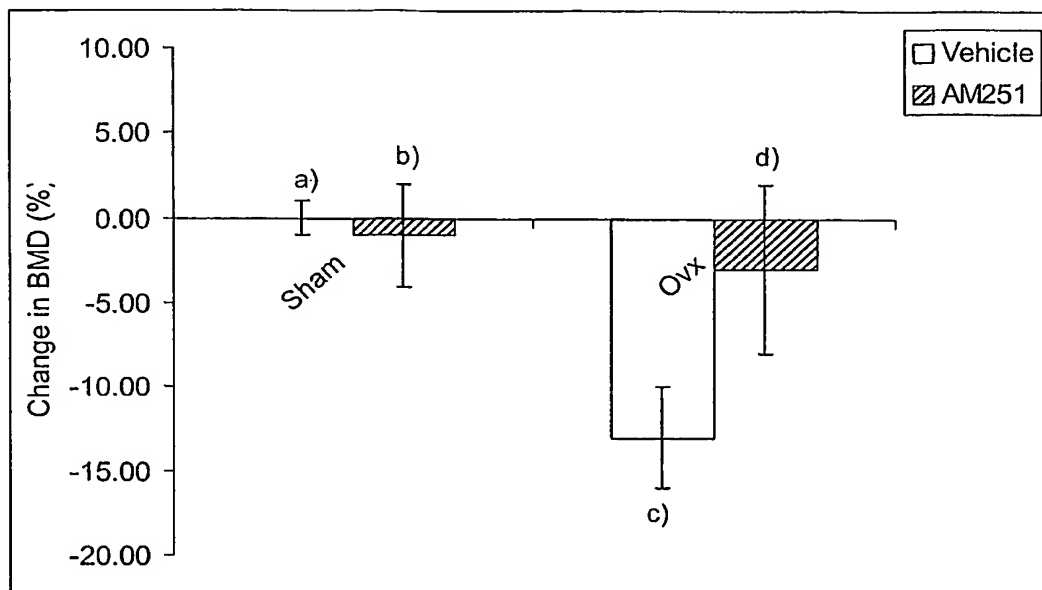 10.00
5.00
0.00
-5.00
-10.00
-15.00
-20.00
Change in BMD (%)
a)
b)
Sham
c)
d)
Ovx
Vehicle
AM251